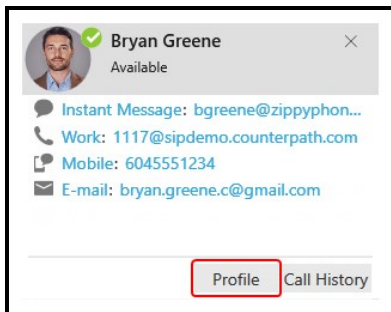 Bryan Greene
Available
Instant Message: bgreene@zippyphon...
Work: 1117@sipdemo.counterpath.com
Mobile: 6045551234
E-mail: bryan.greene.c@gmail.com
Profile Call History